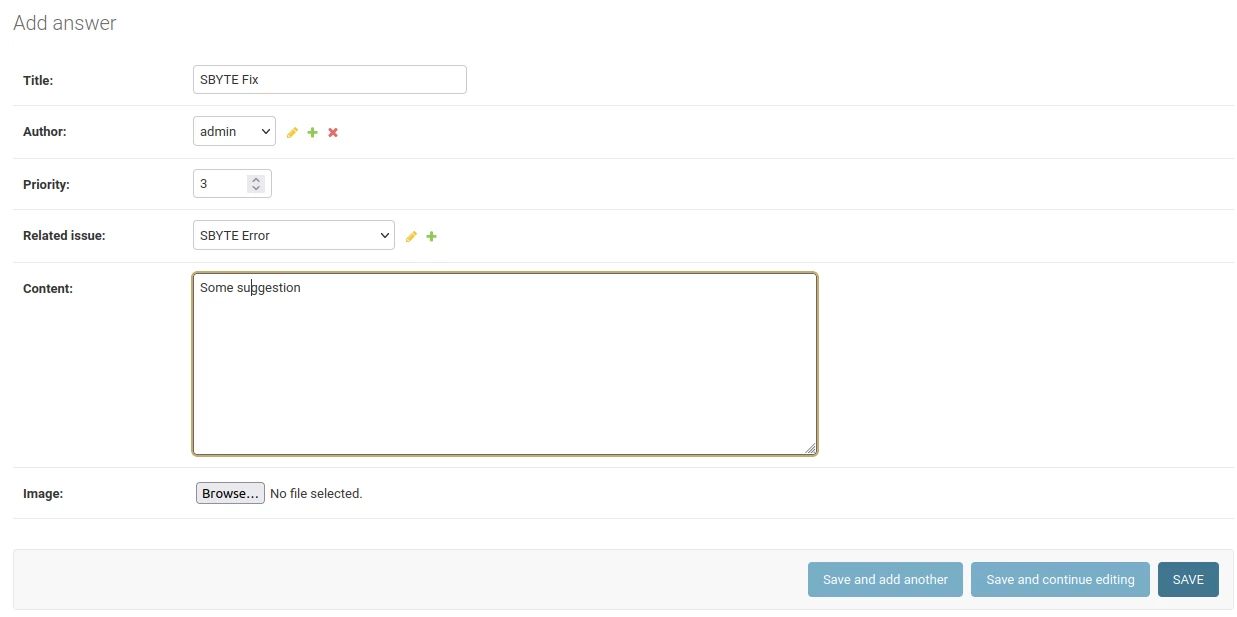 Add answer
Title: SBYTE Fix
Author: admin
Priority: 3
Related issue: SBYTE Error
Content: Some suggestion
Image: Browse... No file selected.
Save and add another Save and continue editing SAVE